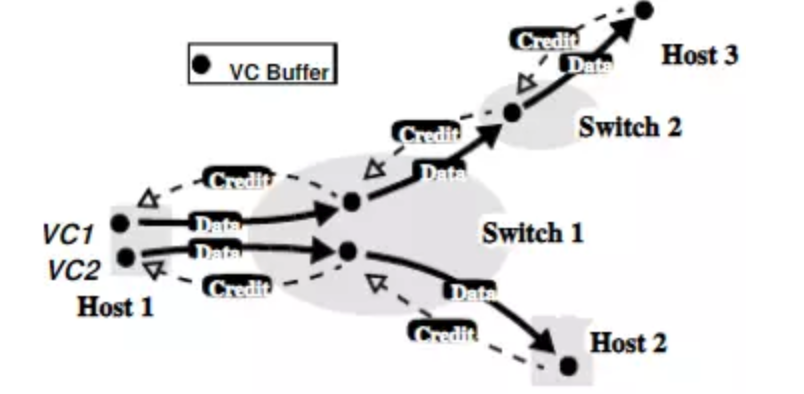 Credit
Host 3
Data
VC Buffer
Switch 2
Credit
Data
Credit
VC1
Data
Switch 1
VC2
Data
Credit
Host 1
Data
Credit
Host 2